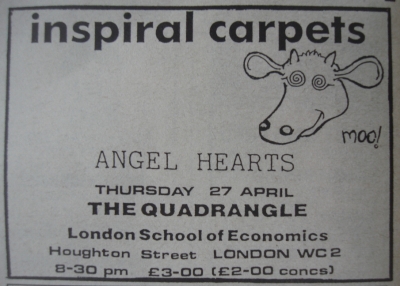 inspiral carpets
moo!
ANGEL HEARTS
THURSDAY 27 APRIL
THE QUADRANGLE
London School of Economics
Houghton Street LONDON WC2
8-30 pm £3-00 (£2-00 concs)